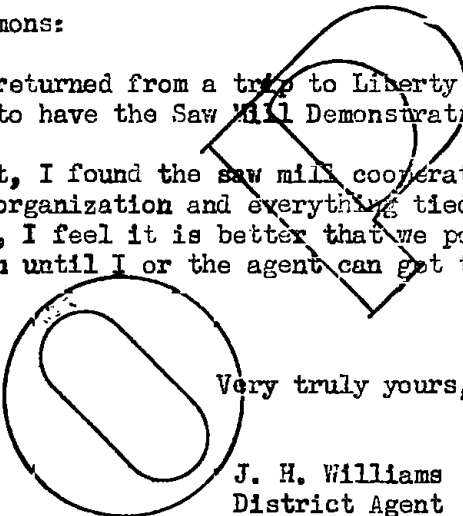 mons:
returned from a trip to Liberty
to have the Saw Mill Demonstrat
t, I found the saw mill cooperat
organization and everything tied
, I feel it is better that we po
n until I or the agent can get t
Very truly yours,
J. H. Williams
District Agent
OP